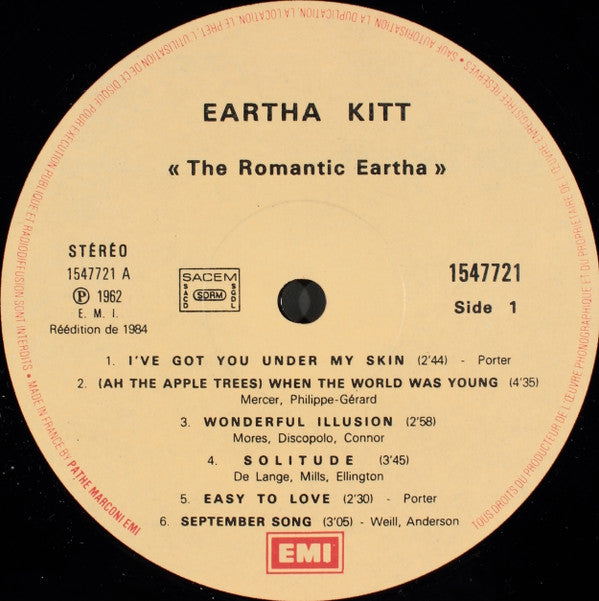 SAUF AUTORISATION LA DUPLICATION, LA LOCATION, LE PRET, L'UTILISATION DE CE DISQUE POUR EXECUTION PUBLIQUE ET RADIODIFFUSION SONT INTERDITS • MADE IN FRANCE BY PATHE MARCONI EMI
TOUS DROITS DU PRODUCTEUR DE L'ŒUVRE PHONOGRAPHIQUE ET DU PROPRIETAIRE DE L'ŒUVRE ENREGISTREE RESERVES •
EARTHA KITT
« The Romantic Eartha »
STÉRÉO
1547721 A
Ⓟ 1962
E. M. I.
Réédition de 1984
SACEM
SACD
SDRM
SGDL
1547721
Side 1
1. I'VE GOT YOU UNDER MY SKIN (2'44) - Porter
2. (AH THE APPLE TREES) WHEN THE WORLD WAS YOUNG (4'35)
Mercer, Philippe-Gérard
3. WONDERFUL ILLUSION (2'58)
Mores, Discopolo, Connor
4. SOLITUDE (3'45)
De Lange, Mills, Ellington
5. EASY TO LOVE (2'30) - Porter
6. SEPTEMBER SONG (3'05) - Weill, Anderson
EMI